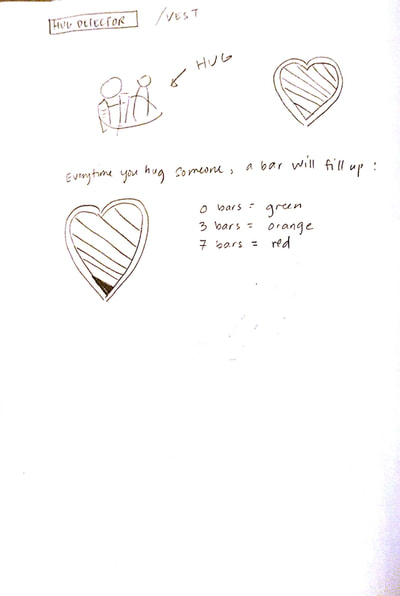 HUG DETECTOR /VEST
HUG
Everytime you hug someone, a bar will fill up:
0 bars = green
3 bars = orange
7 bars = red